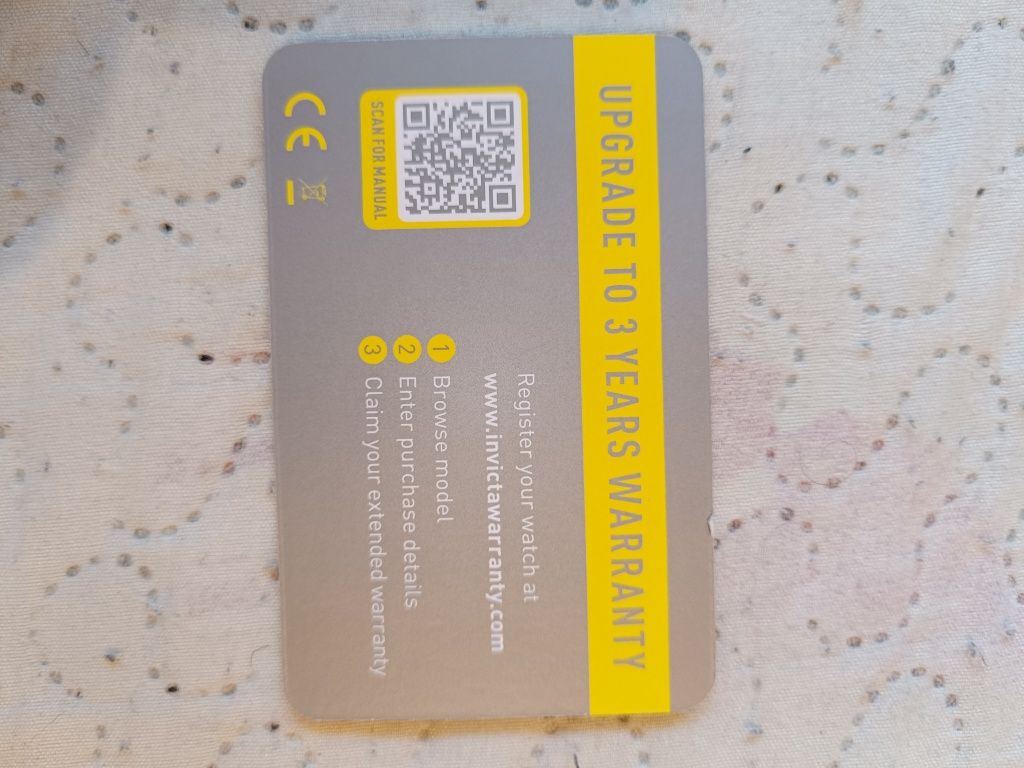 UPGRADE TO 3 YEARS WARRANTY
Register your watch at
www.invictawarranty.com
1 Browse model
2 Enter purchase details
3 Claim your extended warranty
SCAN FOR MANUAL
CE